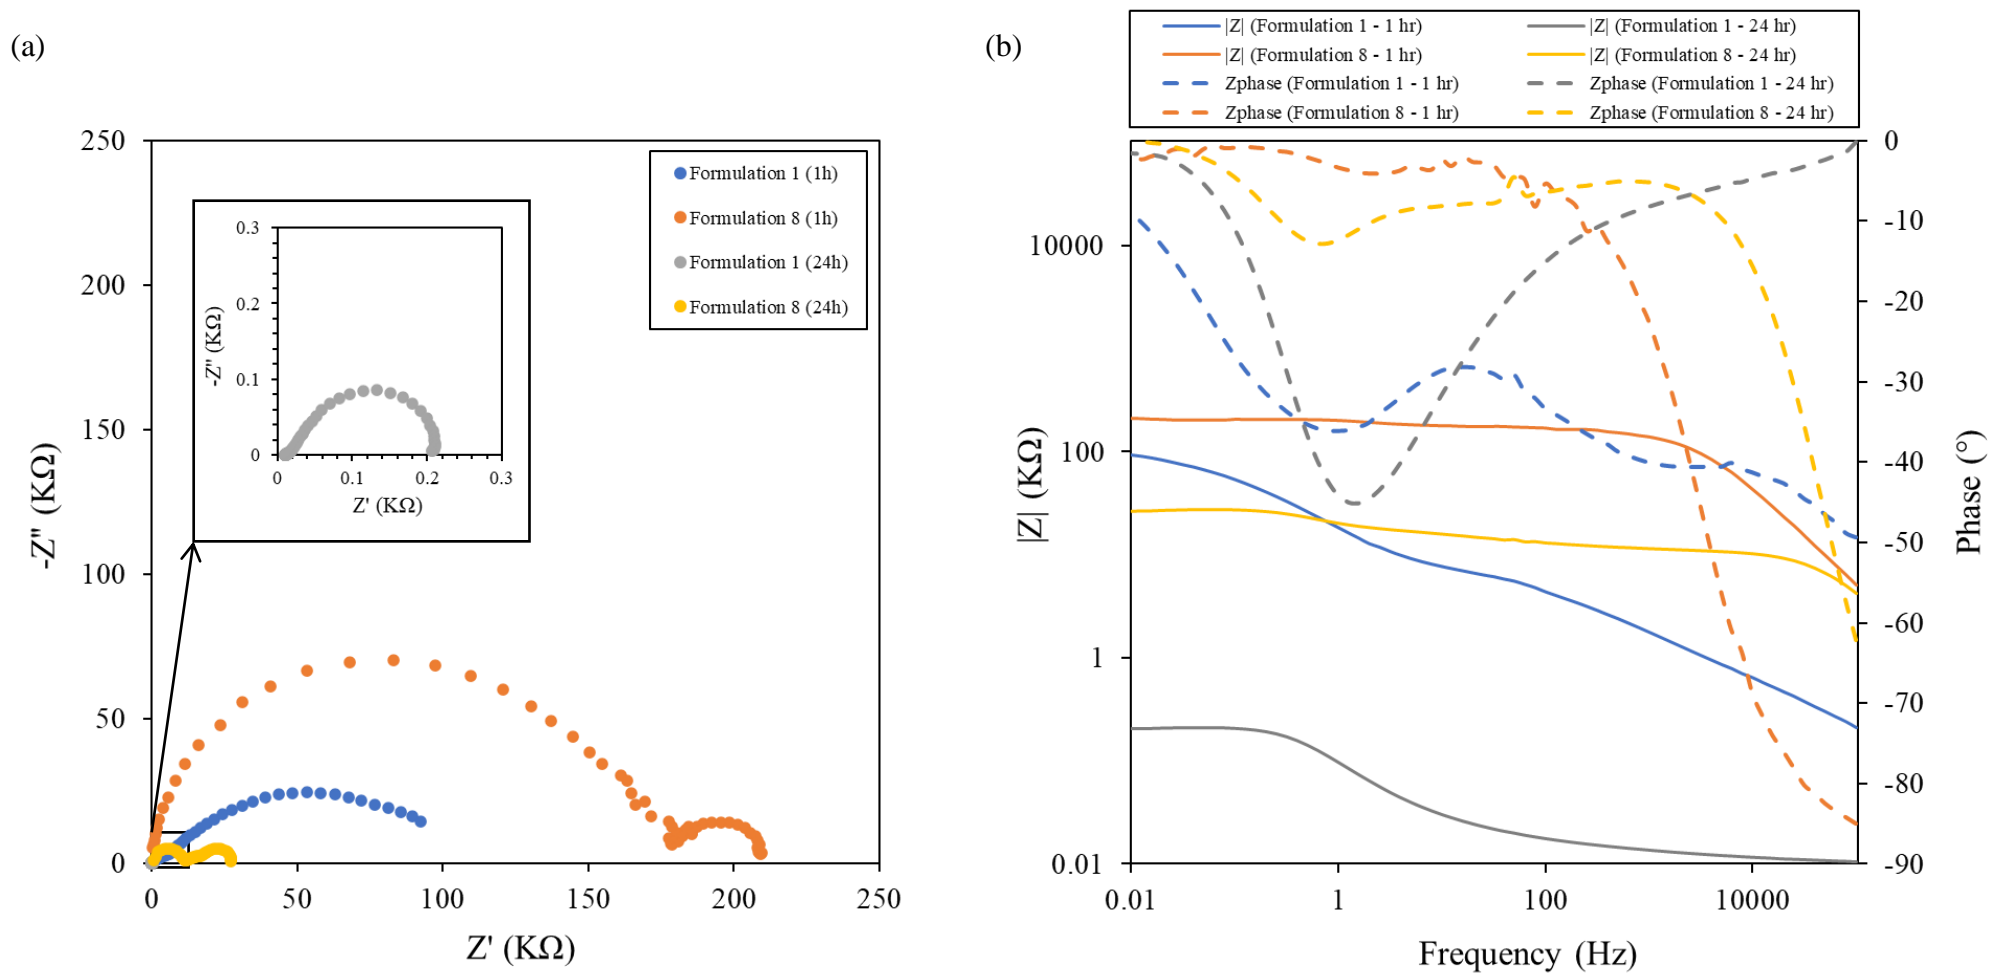 (a)
250
200
150
100
50
0
-Z" (KΩ)
0
50
100
150
200
250
Z' (KΩ)
Formulation 1 (1h)
Formulation 8 (1h)
Formulation 1 (24h)
Formulation 8 (24h)
0.3
0.2
0.1
0
-Z" (KΩ)
0
0.1
0.2
0.3
Z' (KΩ)
(b)
|Z| (Formulation 1 - 1 hr)
|Z| (Formulation 1 - 24 hr)
|Z| (Formulation 8 - 1 hr)
|Z| (Formulation 8 - 24 hr)
Zphase (Formulation 1 - 1 hr)
Zphase (Formulation 1 - 24 hr)
Zphase (Formulation 8 - 1 hr)
Zphase (Formulation 8 - 24 hr)
10000
100
1
0.01
|Z| (KΩ)
0.01
1
100
10000
Frequency (Hz)
0
-10
-20
-30
-40
-50
-60
-70
-80
-90
Phase (°)